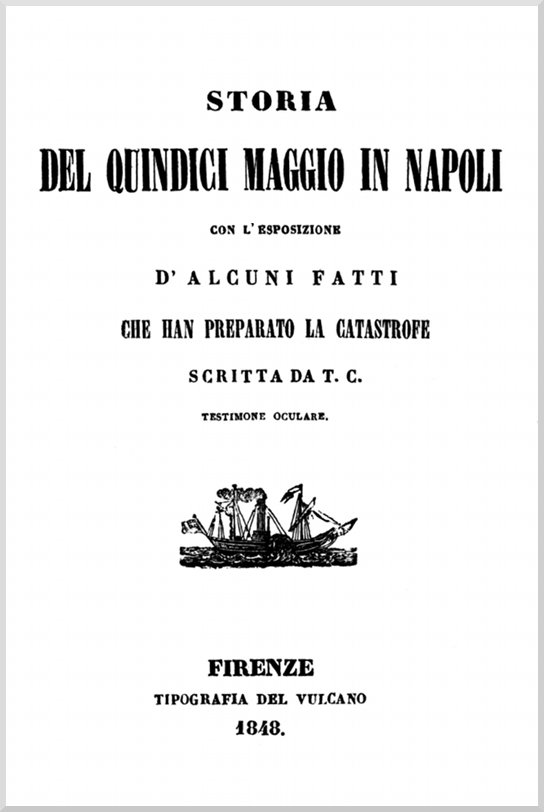 STORIA
DEL QUINDICI MAGGIO IN NAPOLI
CON L'ESPOSIZIONE
D'ALCUNI FATTI
CHE HAN PREPARATO LA CATASTROFE
SCRITTA DA T. C.
TESTIMONE OCULARE.
FIRENZE
TIPOGRAFIA DEL VULCANO
1848.